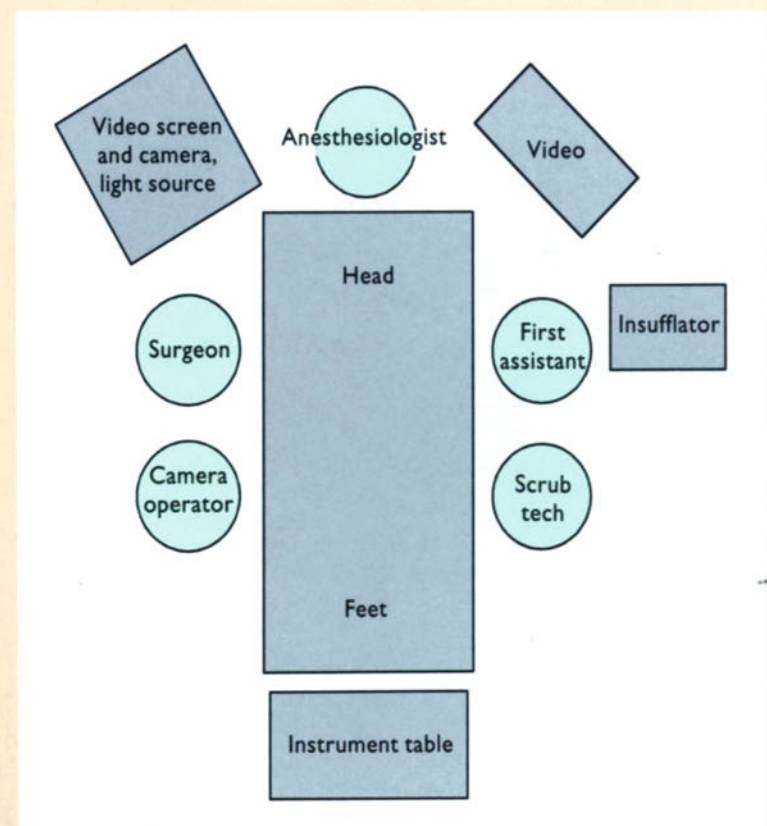 Video screen
and camera,
light source
Anesthesiologist
Video
Head
Surgeon
First
assistant
Insufflator
Camera
operator
Scrub
tech
Feet
Instrument table